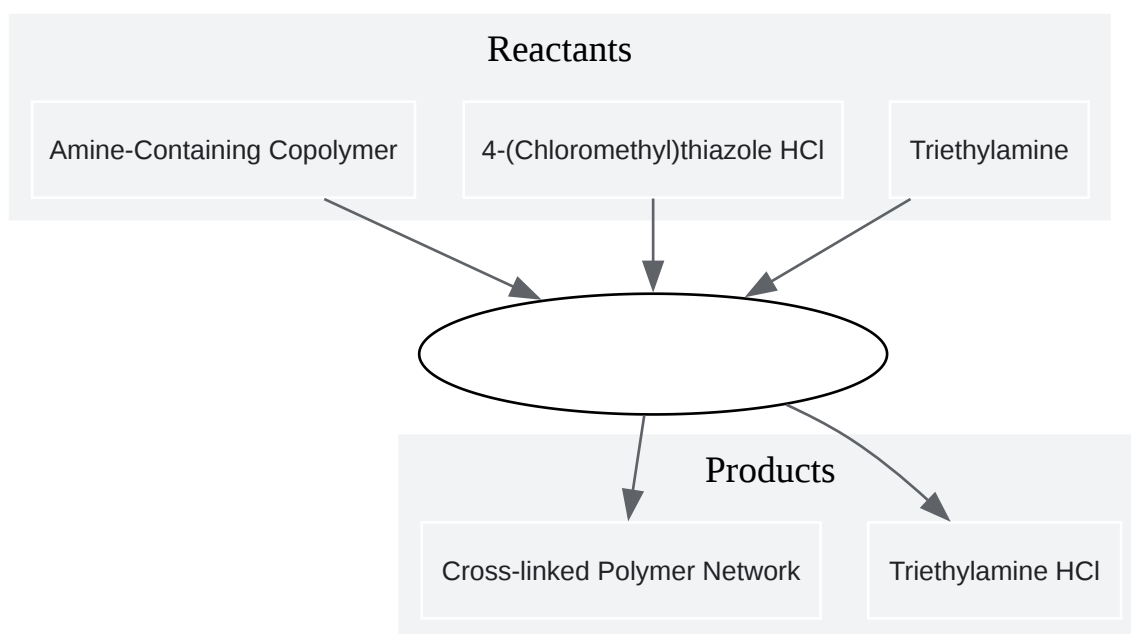 Reactants
Amine-Containing Copolymer
4-(Chloromethyl)thiazole HCl
Triethylamine
Products
Cross-linked Polymer Network
Triethylamine HCl